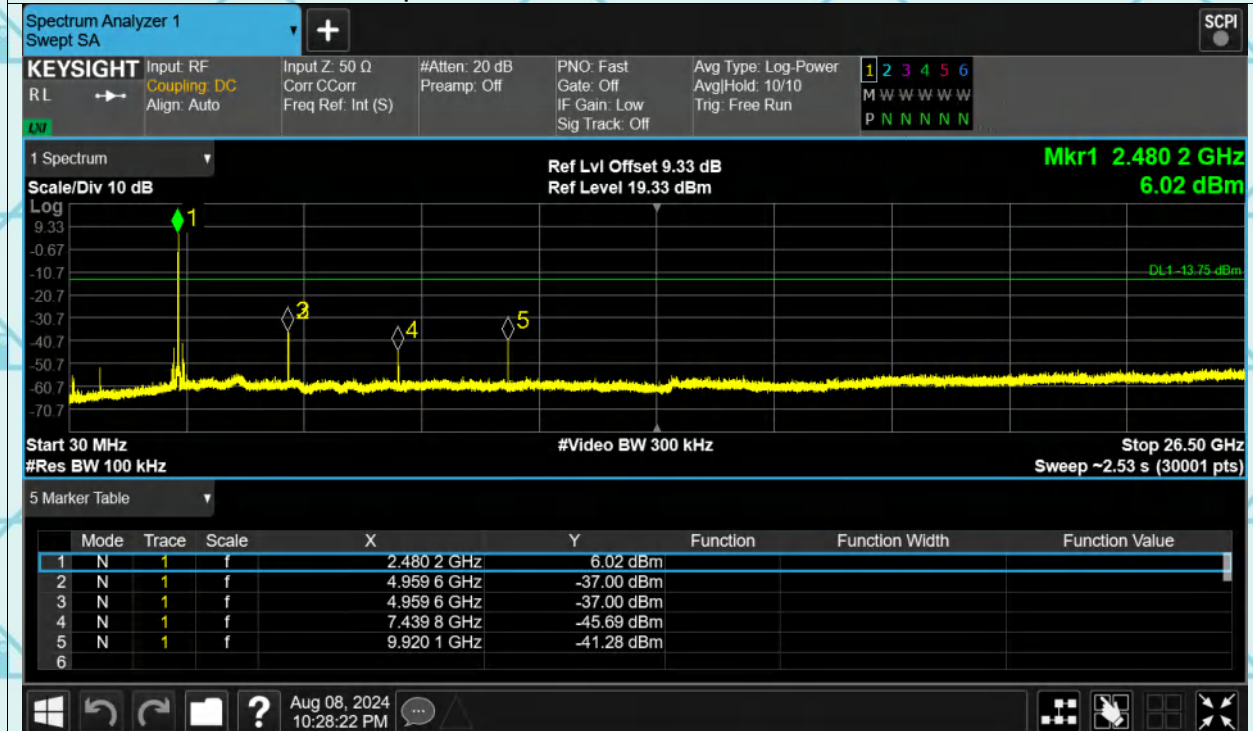 Spectrum Analyzer 1
Swept SA
+
SCPI
KEYSIGHT
RL
LXI
Input: RF
Coupling: DC
Align: Auto
Input Z: 50 Ω
Corr CCorr
Freq Ref: Int (S)
#Atten: 20 dB
Preamp: Off
PNO: Fast
Gate: Off
IF Gain: Low
Sig Track: Off
Avg Type: Log-Power
Avg|Hold: 10/10
Trig: Free Run
1 2 3 4 5 6
M W W W W W
P N N N N N
1 Spectrum
Scale/Div 10 dB
Ref Lvl Offset 9.33 dB
Ref Level 19.33 dBm
Mkr1 2.480 2 GHz
6.02 dBm
Log
9.33
-0.67
-10.7
-20.7
-30.7
-40.7
-50.7
-60.7
-70.7
1
3
4
5
DL1 -13.75 dBm
Start 30 MHz
#Res BW 100 kHz
#Video BW 300 kHz
Stop 26.50 GHz
Sweep ~2.53 s (30001 pts)
5 Marker Table
Mode Trace Scale X Y Function Function Width Function Value
1 N 1 f 2.480 2 GHz 6.02 dBm
2 N 1 f 4.959 6 GHz -37.00 dBm
3 N 1 f 4.959 6 GHz -37.00 dBm
4 N 1 f 7.439 8 GHz -45.69 dBm
5 N 1 f 9.920 1 GHz -41.28 dBm
6
?
Aug 08, 2024
10:28:22 PM